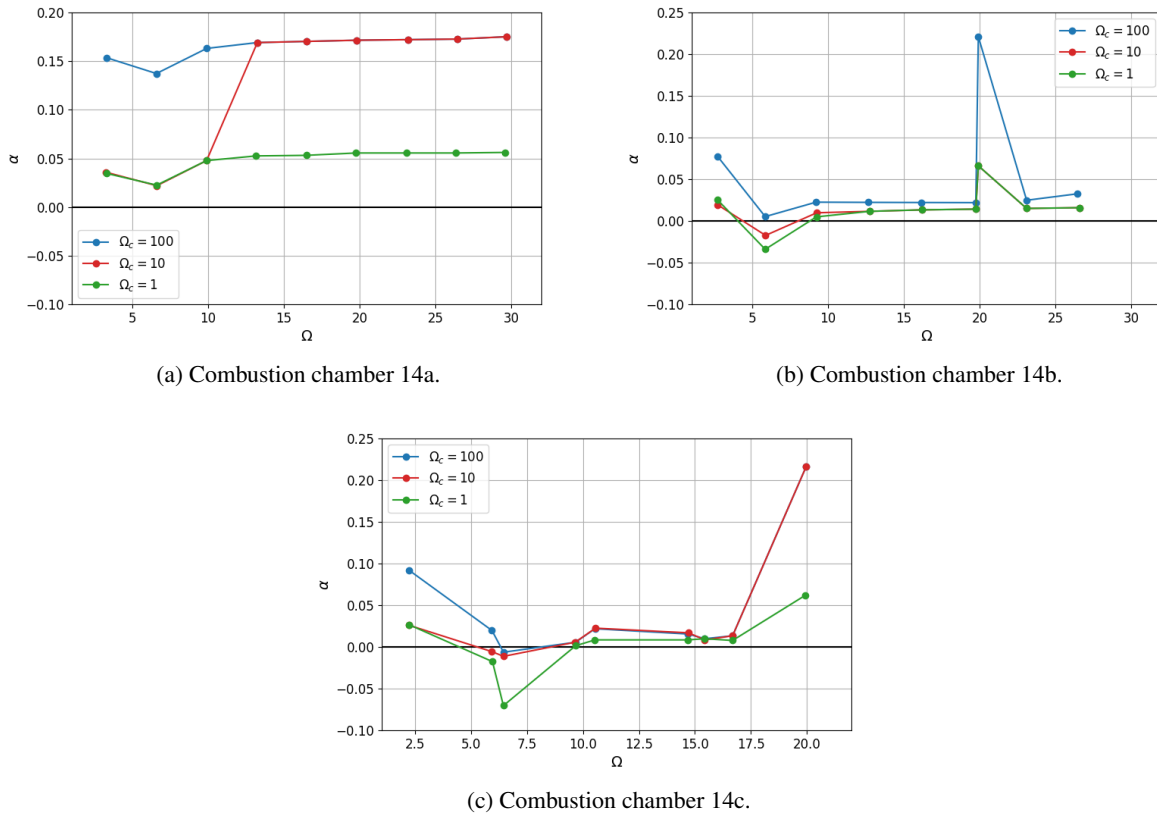 0.20
0.15
0.10
0.05
0.00
−0.05
−0.10
α
5 10 15 20 25 30
Ω
Ω_c = 100
Ω_c = 10
Ω_c = 1
(a) Combustion chamber 14a.
0.25
0.20
0.15
0.10
0.05
0.00
−0.05
−0.10
α
5 10 15 20 25 30
Ω
Ω_c = 100
Ω_c = 10
Ω_c = 1
(b) Combustion chamber 14b.
0.25
0.20
0.15
0.10
0.05
0.00
−0.05
−0.10
α
2.5 5.0 7.5 10.0 12.5 15.0 17.5 20.0
Ω
Ω_c = 100
Ω_c = 10
Ω_c = 1
(c) Combustion chamber 14c.